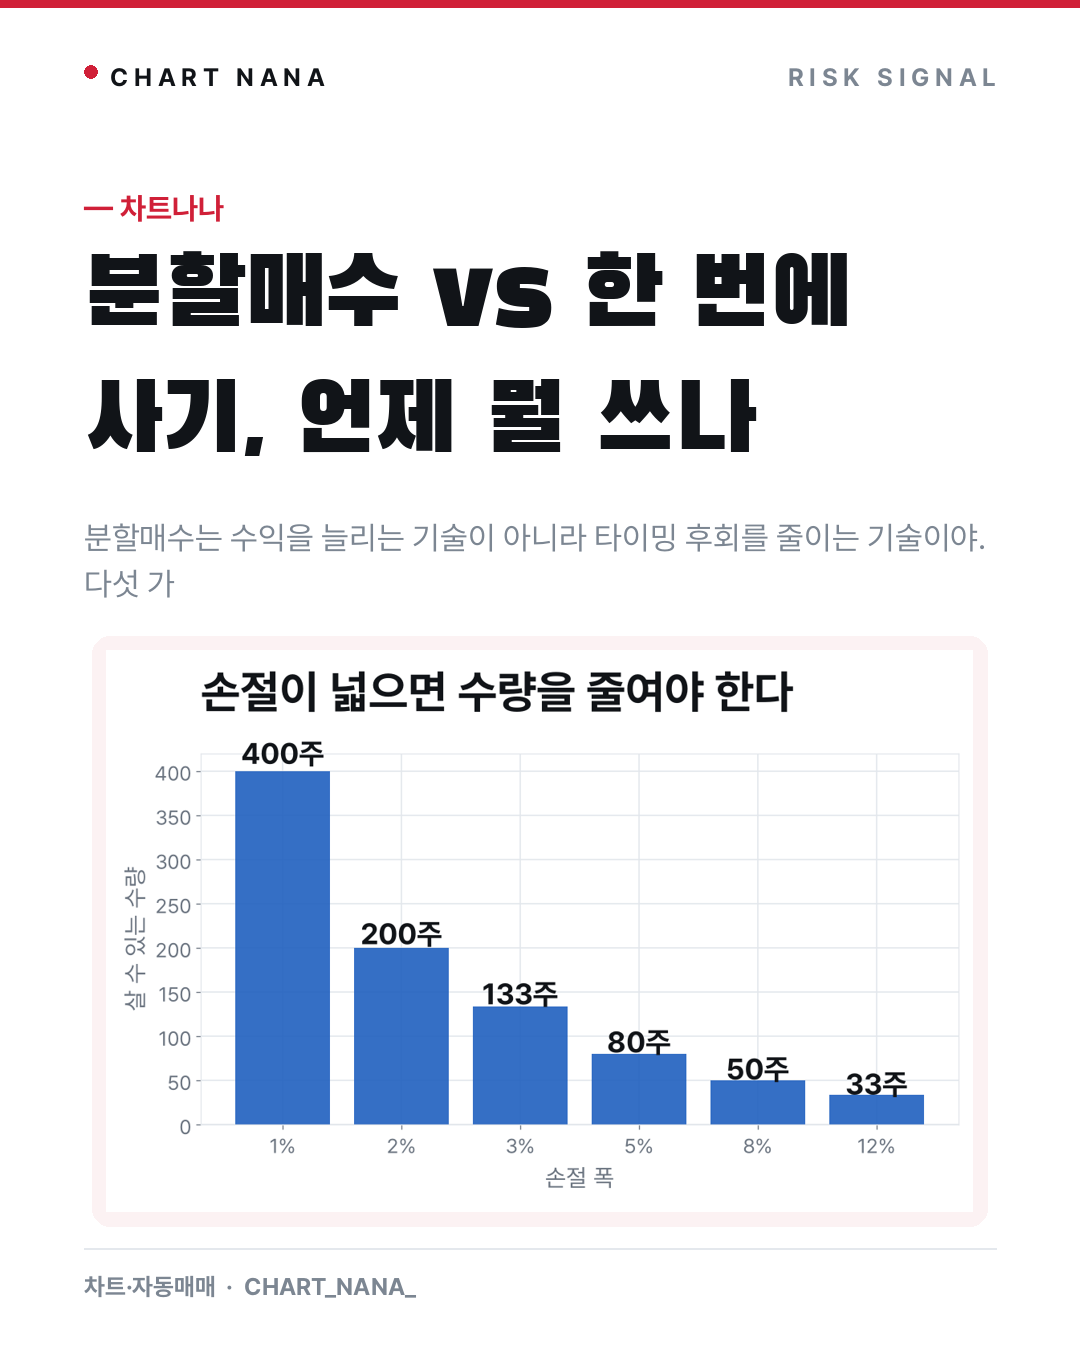 CHART NANA
RISK SIGNAL
— 차트나나
분할매수 vs 한 번에
사기, 언제 뭘 쓰나
분할매수는 수익을 늘리는 기술이 아니라 타이밍 후회를 줄이는 기술이야.
다섯 가
손절이 넓으면 수량을 줄여야 한다
살 수 있는 수량
400
350
300
250
200
150
100
50
0
400주
200주
133주
80주
50주
33주
1% 2% 3% 5% 8% 12%
손절 폭
차트·자동매매 · CHART_NANA_